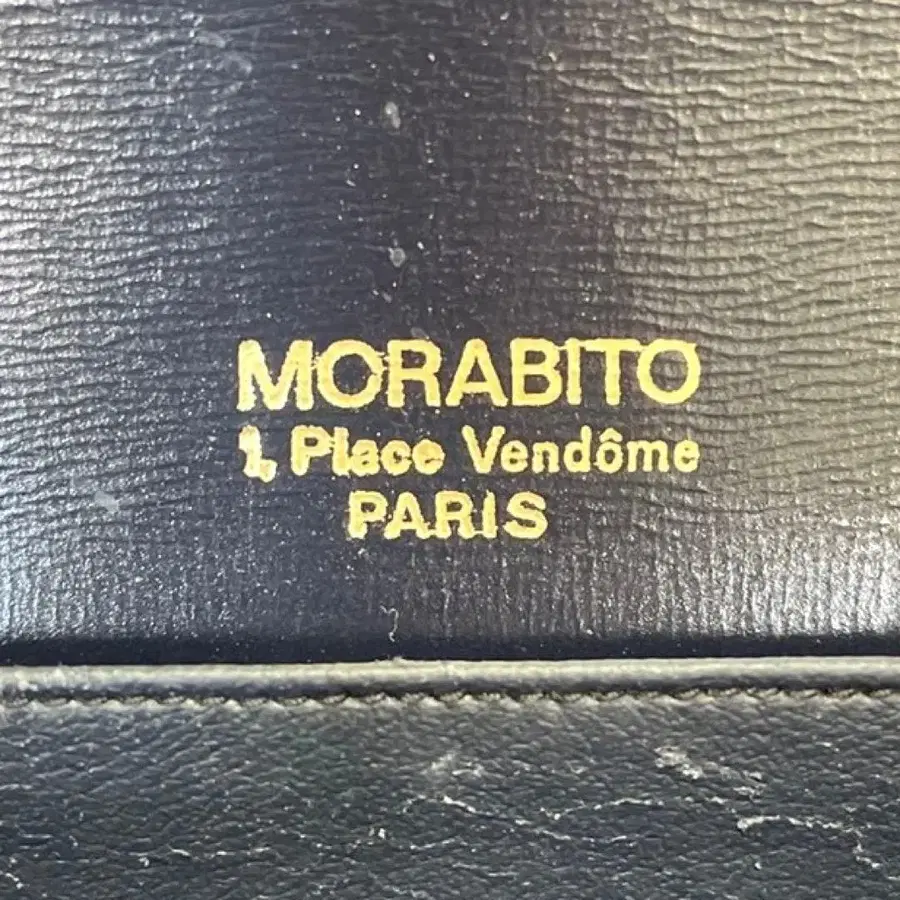 MORABITO
1, Place Vendôme
PARIS